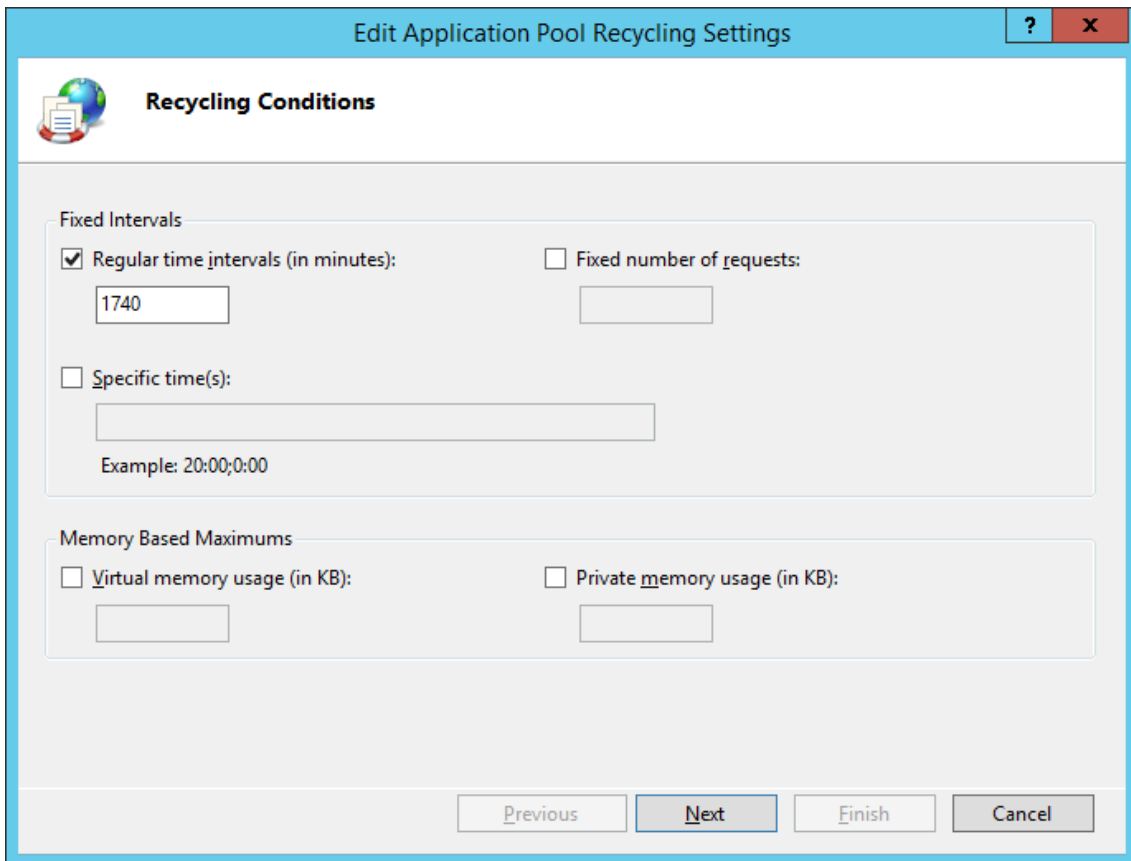 Edit Application Pool Recycling Settings
? x
Recycling Conditions
Fixed Intervals
Regular time intervals (in minutes): Fixed number of requests:
1740
Specific time(s):
Example: 20:00;0:00
Memory Based Maximums
Virtual memory usage (in KB): Private memory usage (in KB):
Previous Next Finish Cancel